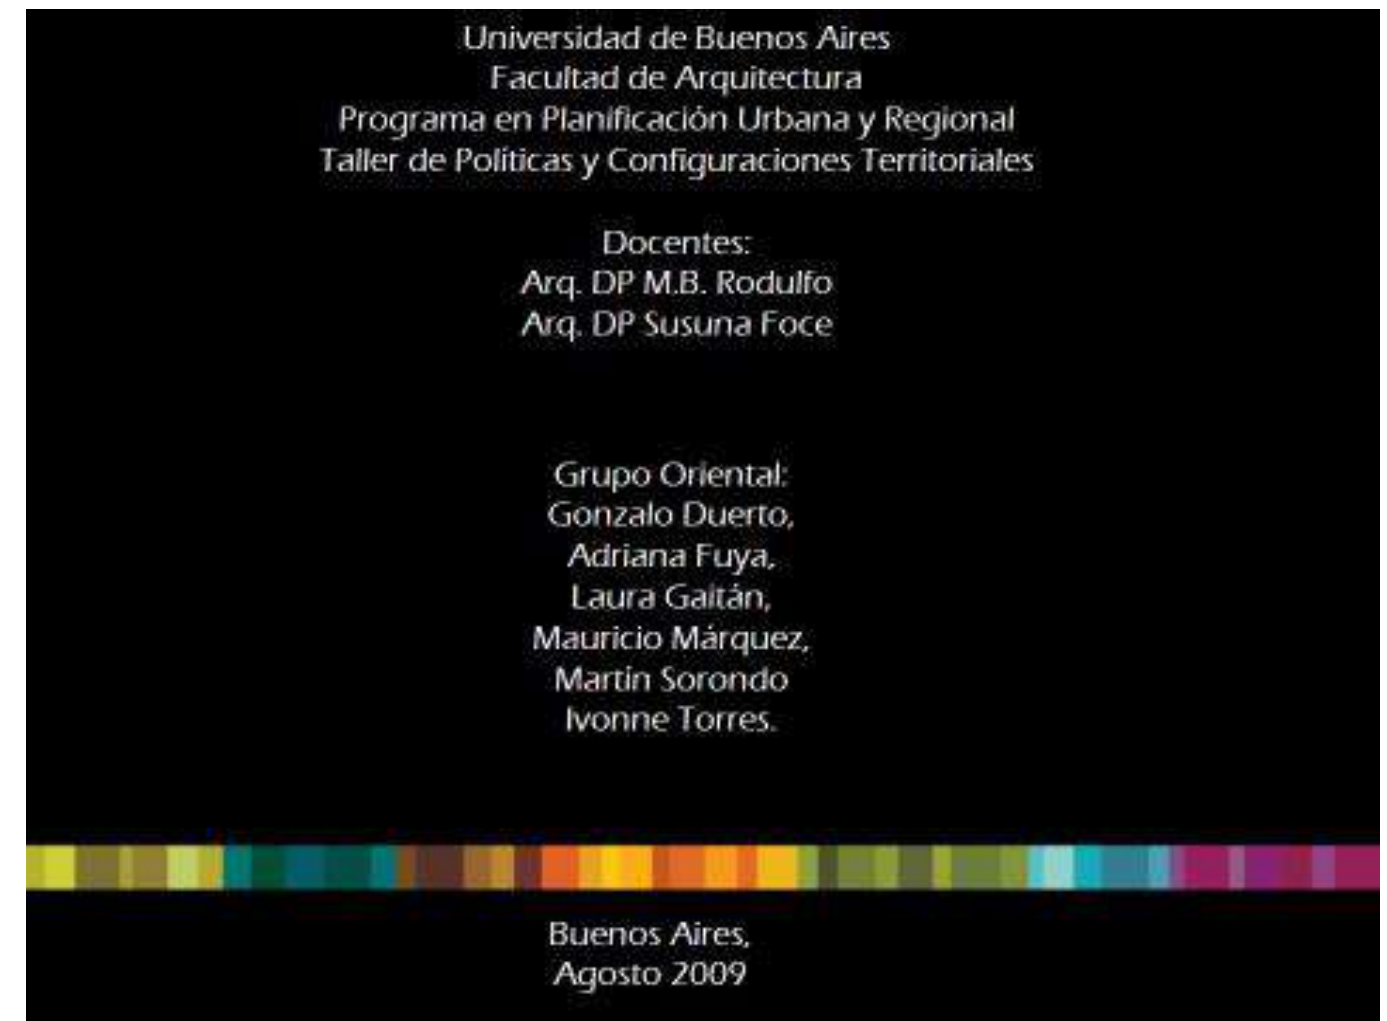 Universidad de Buenos Aires
Facultad de Arquitectura
Programa en Planificación Urbana y Regional
Taller de Políticas y Configuraciones Territoriales
Docentes:
Arq. DP M.B. Rodulfo
Arq. DP Susuna Foce
Grupo Oriental:
Gonzalo Duerto,
Adriana Fuya,
Laura Gaitán,
Mauricio Márquez,
Martín Sorondo
Ivonne Torres.
Buenos Aires,
Agosto 2009